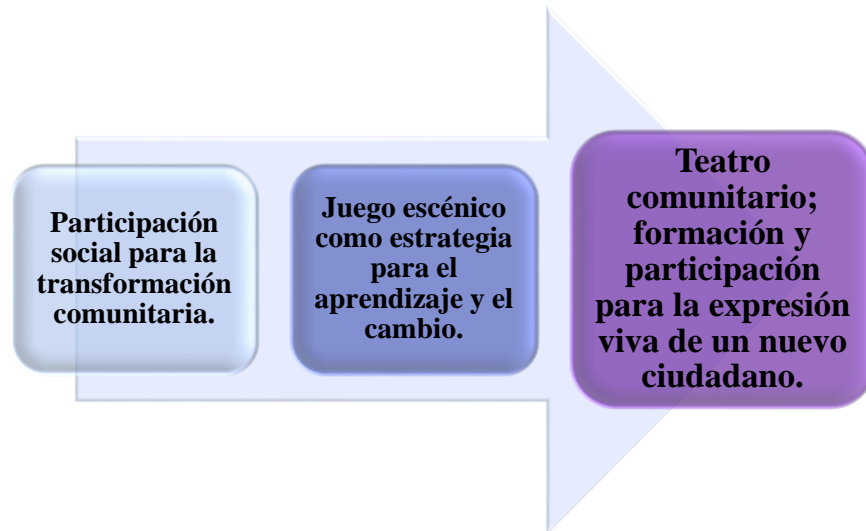 Participación
social para la
transformación
comunitaria.
Juego escénico
como estrategia
para el
aprendizaje y el
cambio.
Teatro
comunitario;
formación y
participación
para la expresión
viva de un nuevo
ciudadano.